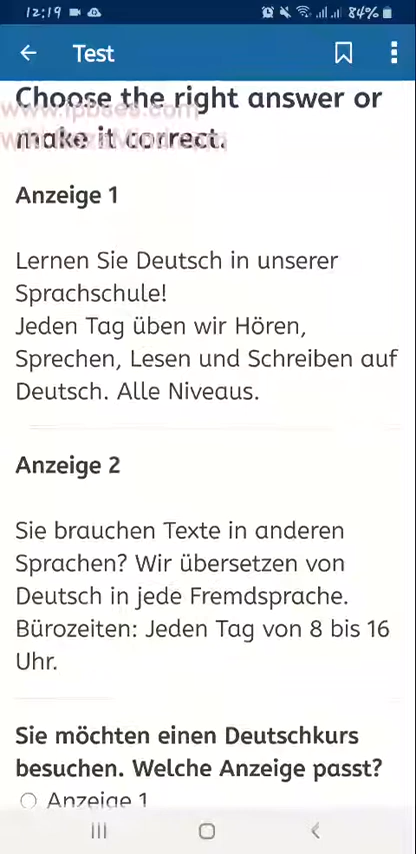 12:19
84%
Test
Choose the right answer or
make it correct.
Anzeige 1
Lernen Sie Deutsch in unserer
Sprachschule!
Jeden Tag üben wir Hören,
Sprechen, Lesen und Schreiben auf
Deutsch. Alle Niveaus.
Anzeige 2
Sie brauchen Texte in anderen
Sprachen? Wir übersetzen von
Deutsch in jede Fremdsprache.
Bürozeiten: Jeden Tag von 8 bis 16
Uhr.
Sie möchten einen Deutschkurs
besuchen. Welche Anzeige passt?
Anzeige 1